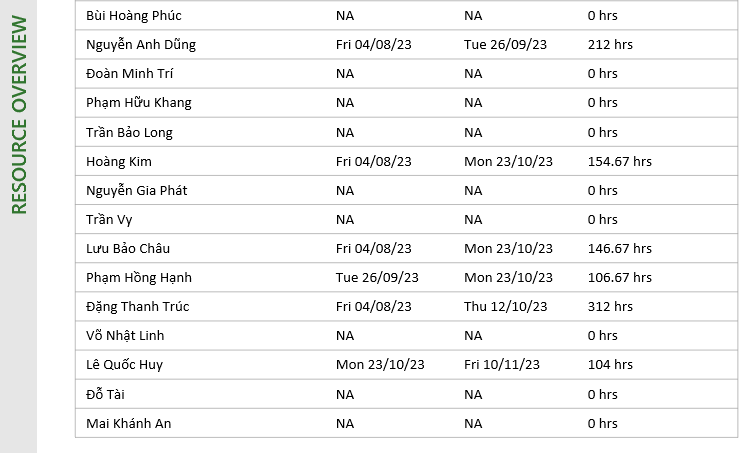 RESOURCE OVERVIEW
Bùi Hoàng Phúc NA NA 0 hrs
Nguyễn Anh Dũng Fri 04/08/23 Tue 26/09/23 212 hrs
Đoàn Minh Trí NA NA 0 hrs
Phạm Hữu Khang NA NA 0 hrs
Trần Bảo Long NA NA 0 hrs
Hoàng Kim Fri 04/08/23 Mon 23/10/23 154.67 hrs
Nguyễn Gia Phát NA NA 0 hrs
Trần Vy NA NA 0 hrs
Lưu Bảo Châu Fri 04/08/23 Mon 23/10/23 146.67 hrs
Phạm Hồng Hạnh Tue 26/09/23 Mon 23/10/23 106.67 hrs
Đặng Thanh Trúc Fri 04/08/23 Thu 12/10/23 312 hrs
Võ Nhật Linh NA NA 0 hrs
Lê Quốc Huy Mon 23/10/23 Fri 10/11/23 104 hrs
Đỗ Tài NA NA 0 hrs
Mai Khánh An NA NA 0 hrs